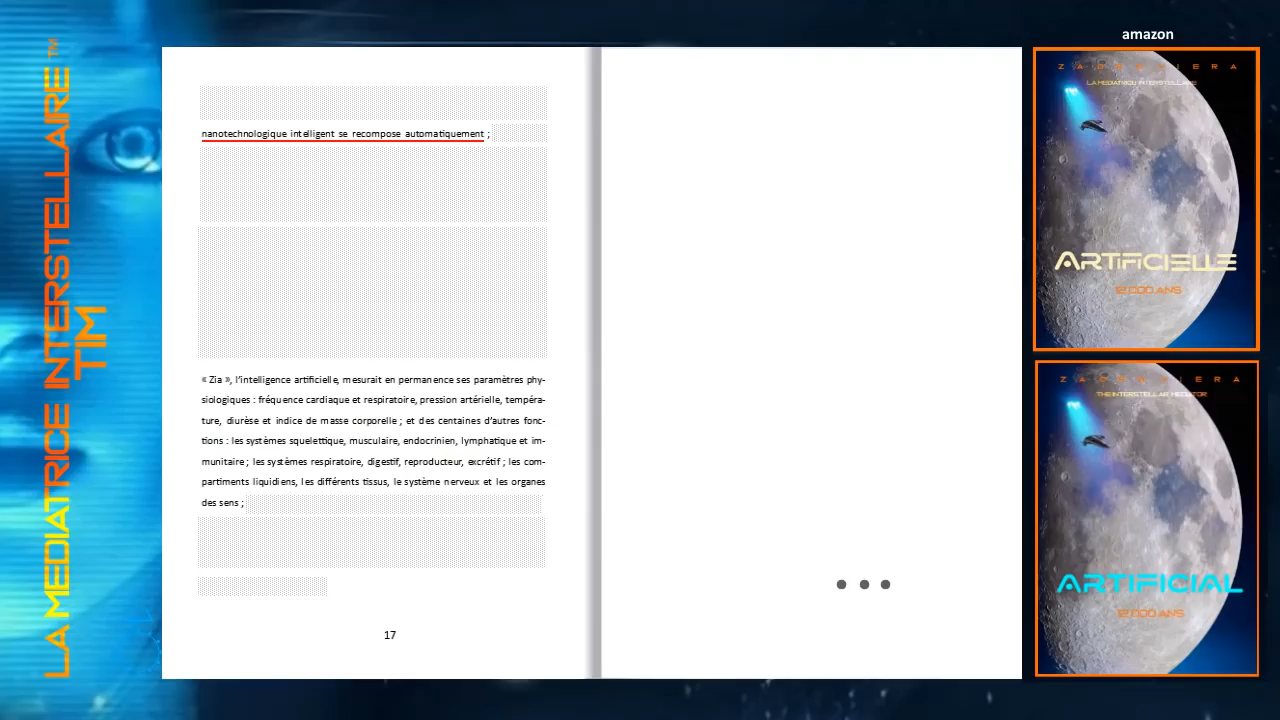 LA MEDIATRICE INTERSTELLAIRE™
TIM
nanotechnologique intelligent se recompose automatiquement ;
« Zia », l'intelligence artificielle, mesurait en permanence ses paramètres phy-
siologiques : fréquence cardiaque et respiratoire, pression artérielle, tempéra-
ture, diurèse et indice de masse corporelle ; et des centaines d'autres fonc-
tions : les systèmes squelettique, musculaire, endocrinien, lymphatique et im-
munitaire ; les systèmes respiratoire, digestif, reproducteur, excrétif ; les com-
partiments liquidiens, les différents tissus, le système nerveux et les organes
des sens ;
17
amazon
LA MEDIATRICE INTERSTELLAIRE
ARTIFICIELLE
12.000 ANS
THE INTERSTELLAR MEDIATOR
ARTIFICIAL
12.000 ANS